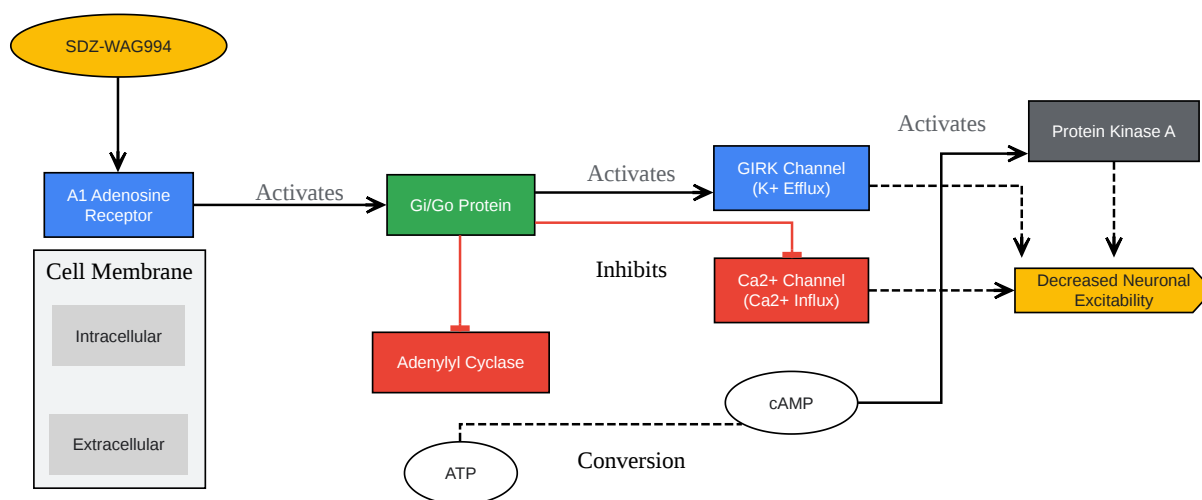 SDZ-WAG994
A1 Adenosine
Receptor
Activates
Gi/Go Protein
Activates
GIRK Channel
(K+ Efflux)
Activates
Protein Kinase A
Cell Membrane
Intracellular
Extracellular
Inhibits
Ca2+ Channel
(Ca2+ Influx)
Decreased Neuronal
Excitability
Adenylyl Cyclase
cAMP
ATP
Conversion